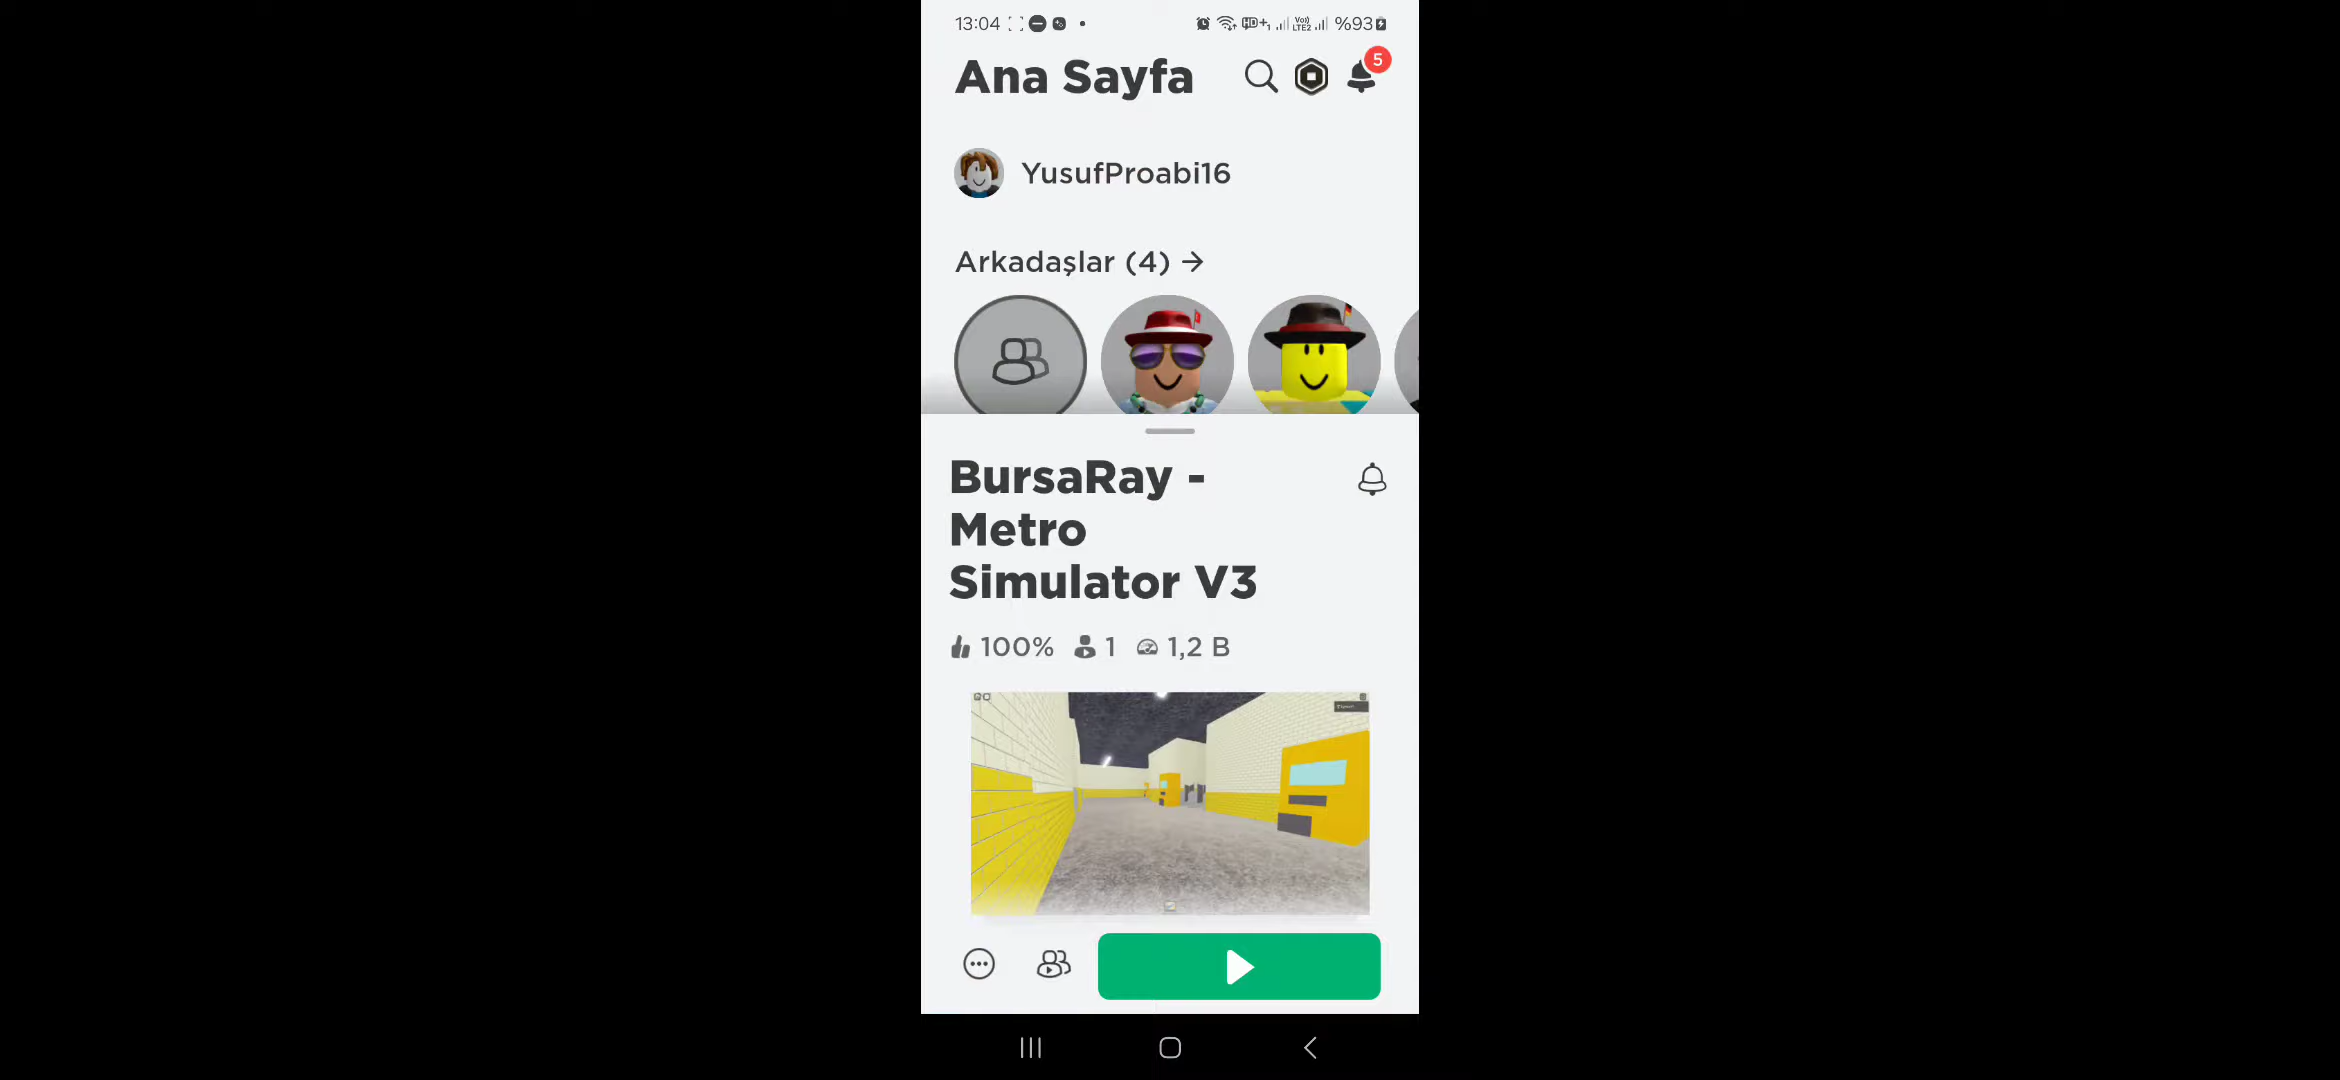 13:04 %93
Ana Sayfa 5
YusufProabi16
Arkadaşlar (4) →
BursaRay -
Metro
Simulator V3
100% 1 1,2 B